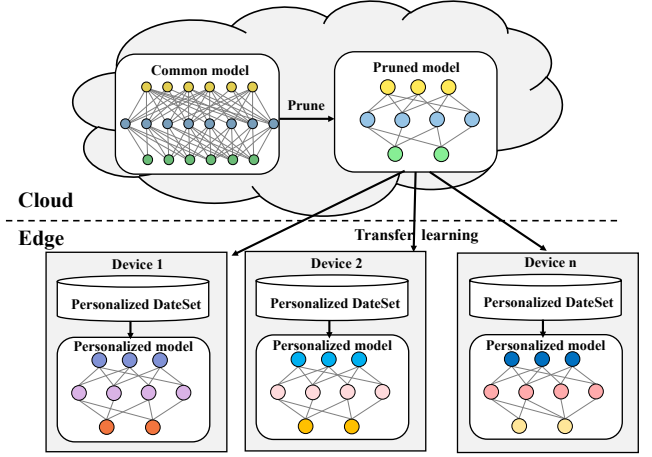 Common model
Pruned model
Prune
Cloud
Edge
Transfer learning
Device 1
Device 2
Device n
Personalized DateSet
Personalized DateSet
Personalized DateSet
Personalized model
Personalized model
Personalized model